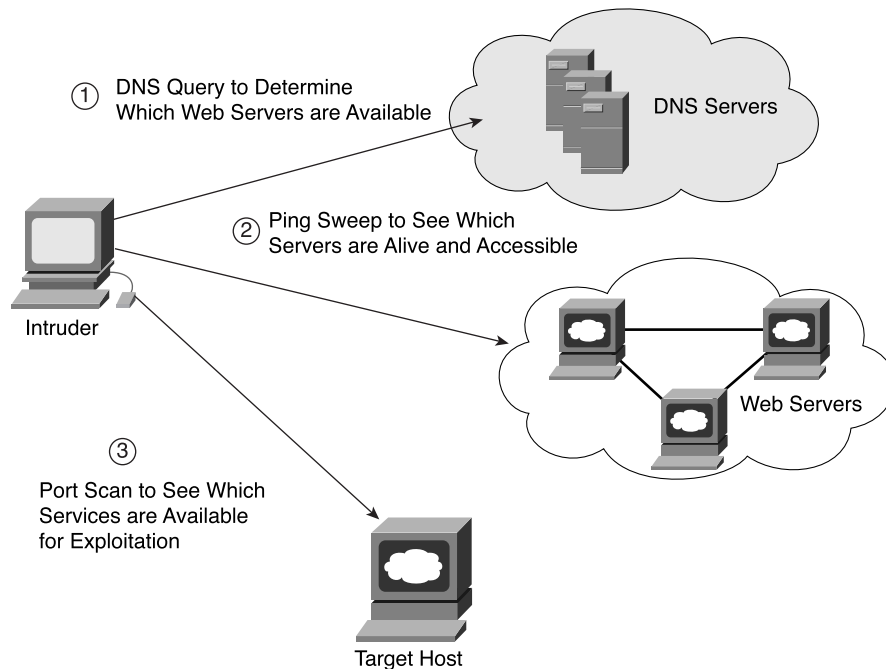 1
DNS Query to Determine
Which Web Servers are Available
DNS Servers
2
Ping Sweep to See Which
Servers are Alive and Accessible
Intruder
Web Servers
3
Port Scan to See Which
Services are Available
for Exploitation
Target Host